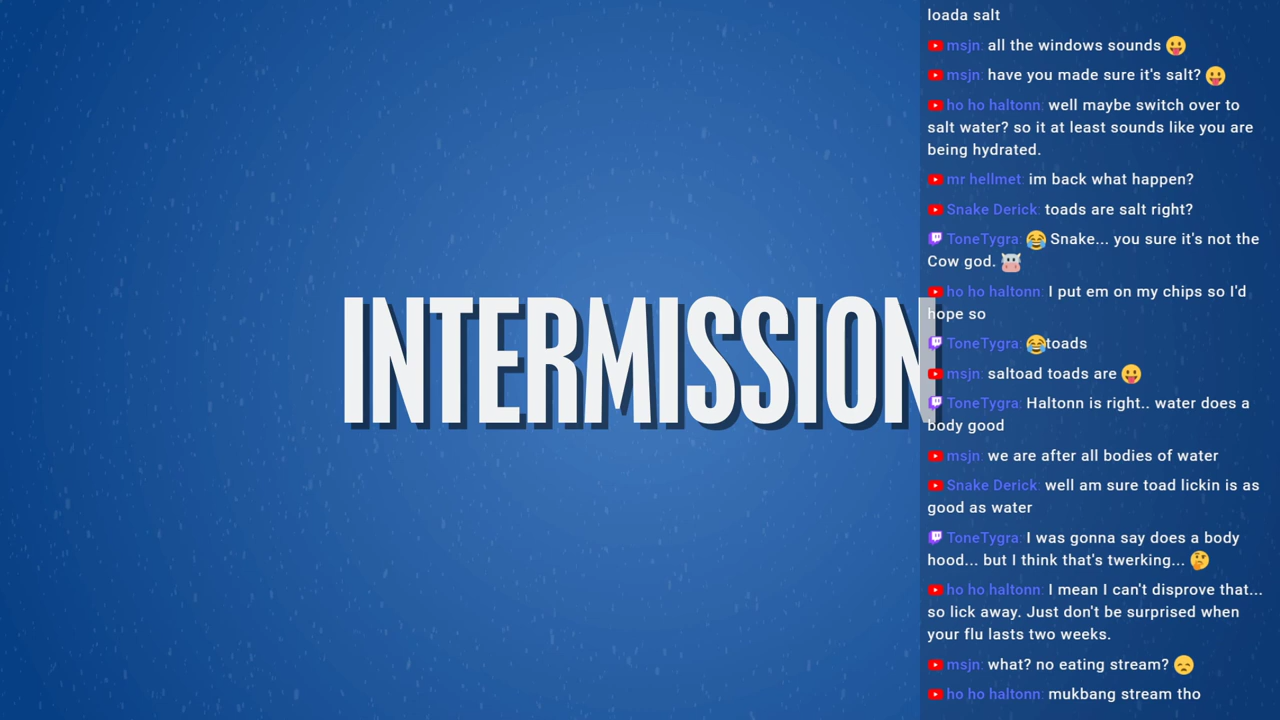 INTERMISSION
loada salt
msjn: all the windows sounds 😛
msjn: have you made sure it's salt? 😛
ho ho haltonn: well maybe switch over to
salt water? so it at least sounds like you are
being hydrated.
mr hellmet: im back what happen?
Snake Derick: toads are salt right?
ToneTygra: 😂 Snake... you sure it's not the
Cow god. 🐮
ho ho haltonn: I put em on my chips so I'd
hope so
ToneTygra: 😂toads
msjn: saltoad toads are 😛
ToneTygra: Haltonn is right.. water does a
body good
msjn: we are after all bodies of water
Snake Derick: well am sure toad lickin is as
good as water
ToneTygra: I was gonna say does a body
hood... but I think that's twerking... 🤔
ho ho haltonn: I mean I can't disprove that...
so lick away. Just don't be surprised when
your flu lasts two weeks.
msjn: what? no eating stream? 😞
ho ho haltonn: mukbang stream tho